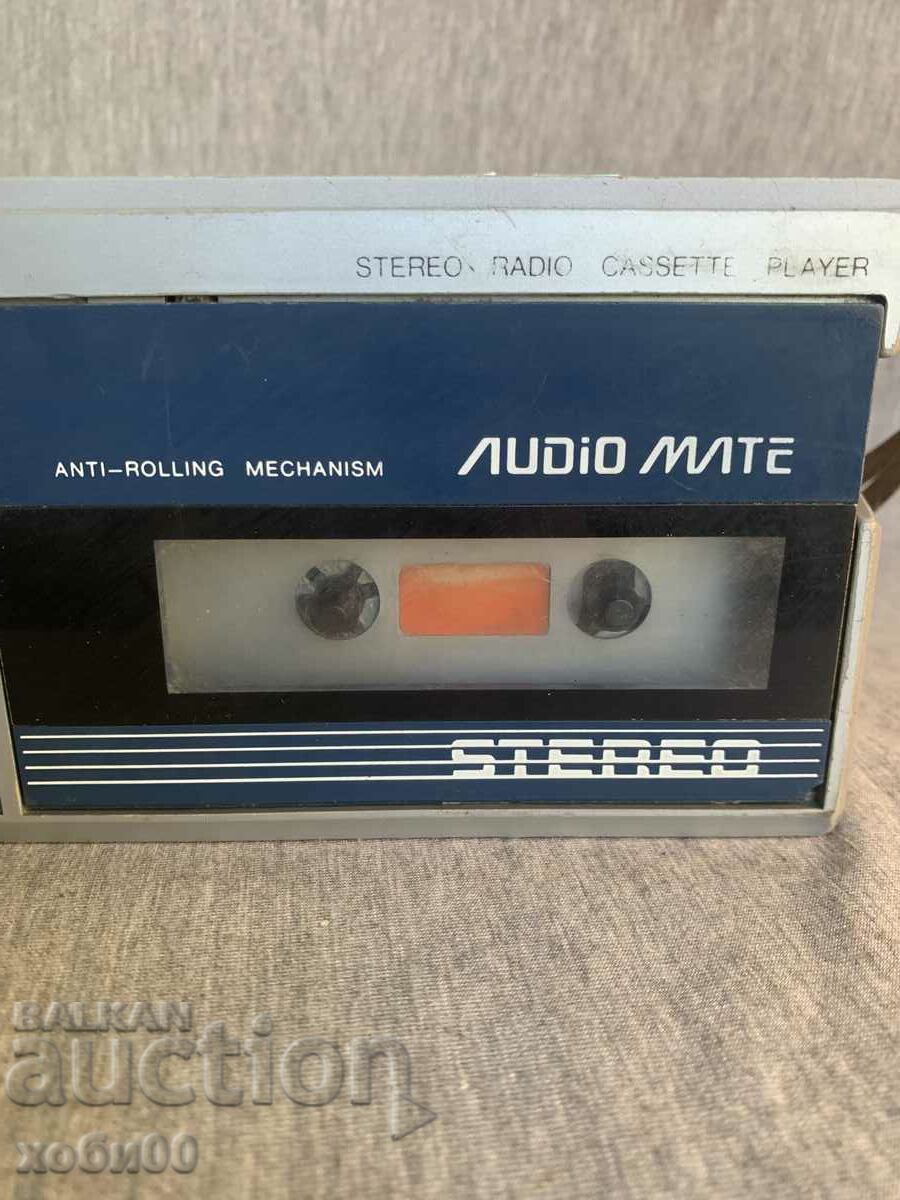 STEREO RADIO CASSETTE PLAYER
ANTI-ROLLING MECHANISM
AUDiO MATE
STEREO
BALKAN
auction
хоби00